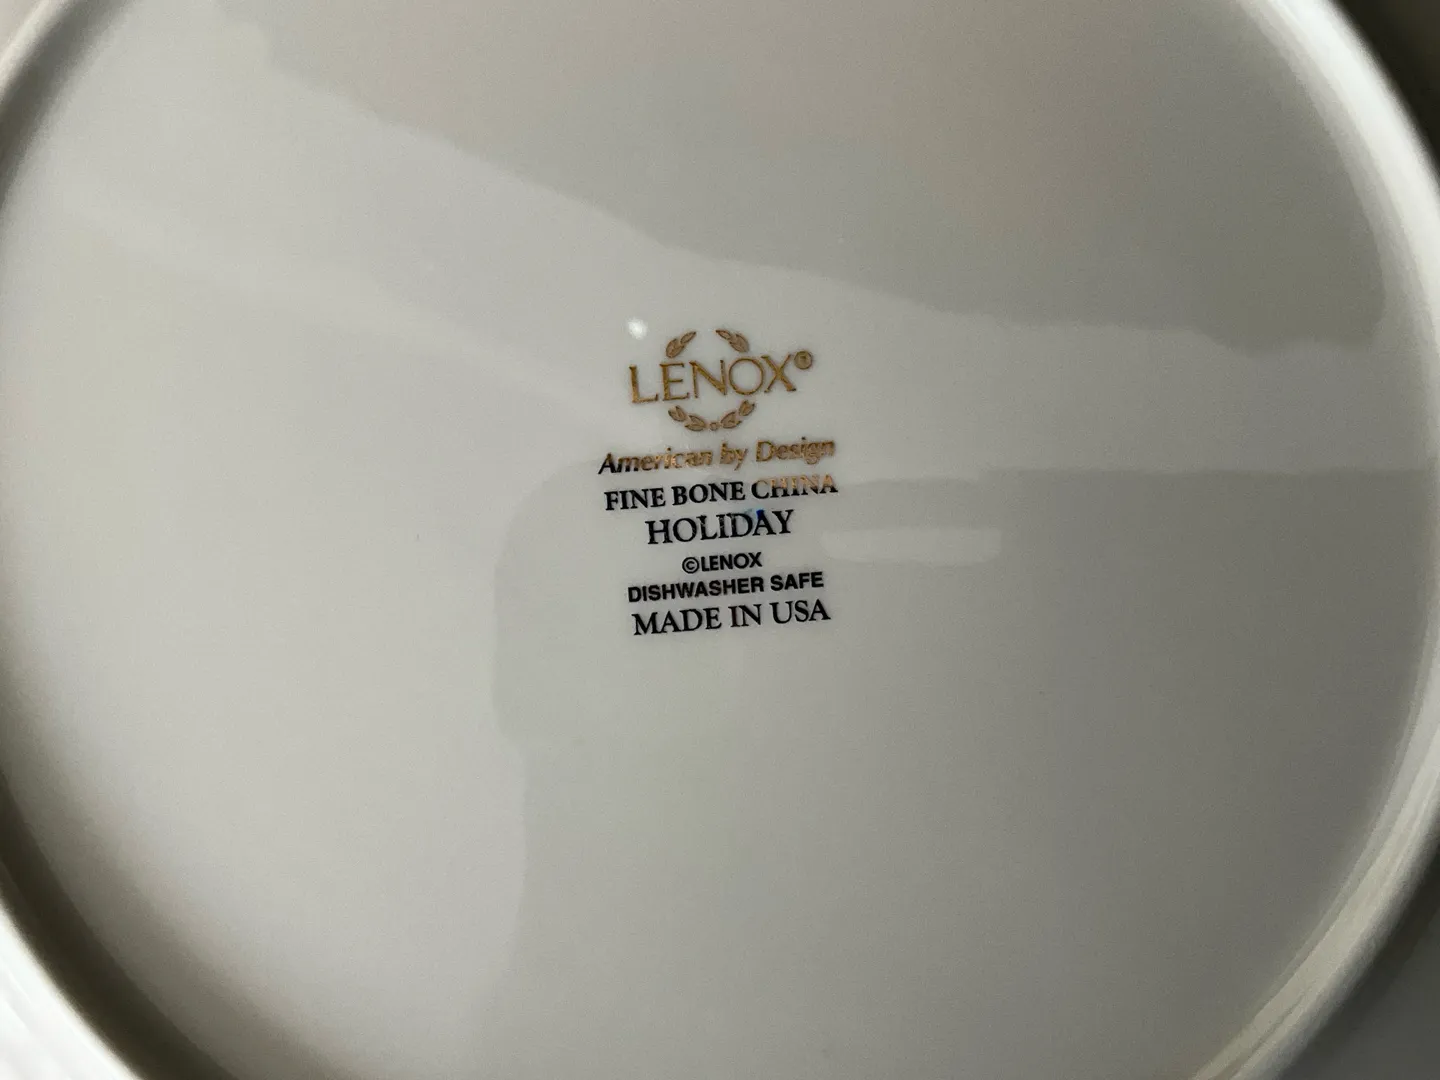 LENOX®
American by Design
FINE BONE CHINA
HOLIDAY
©LENOX
DISHWASHER SAFE
MADE IN USA